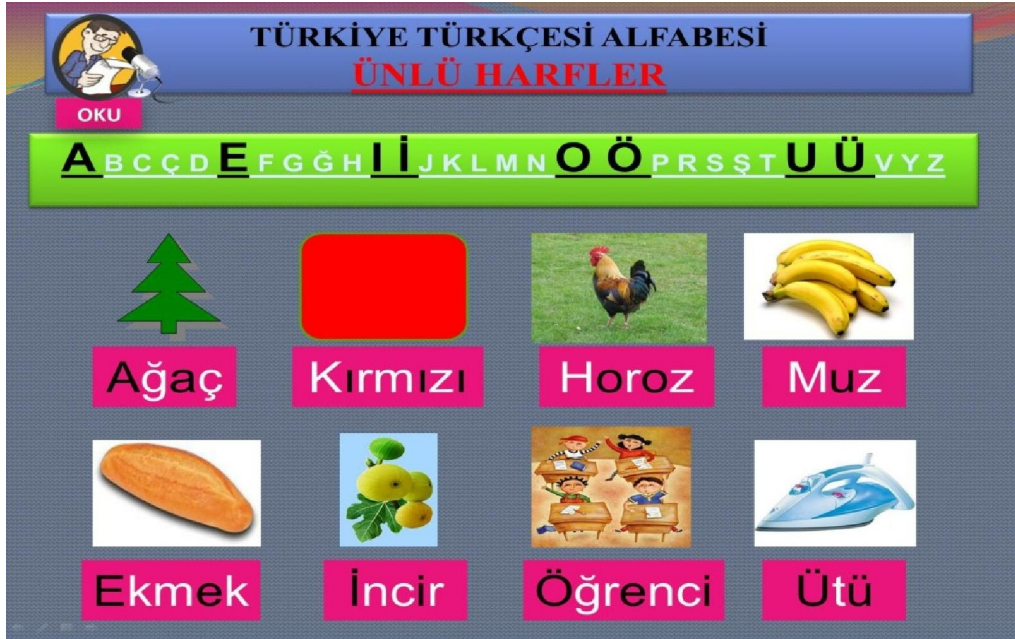 TÜRKİYE TÜRKÇESİ ALFABESİ
ÜNLÜ HARFLER
OKU
A B C Ç D E F G Ğ H I İ J K L M N O Ö P R S Ş T U Ü V Y Z
Ağaç Kırmızı Horoz Muz
Ekmek İncir Öğrenci Ütü